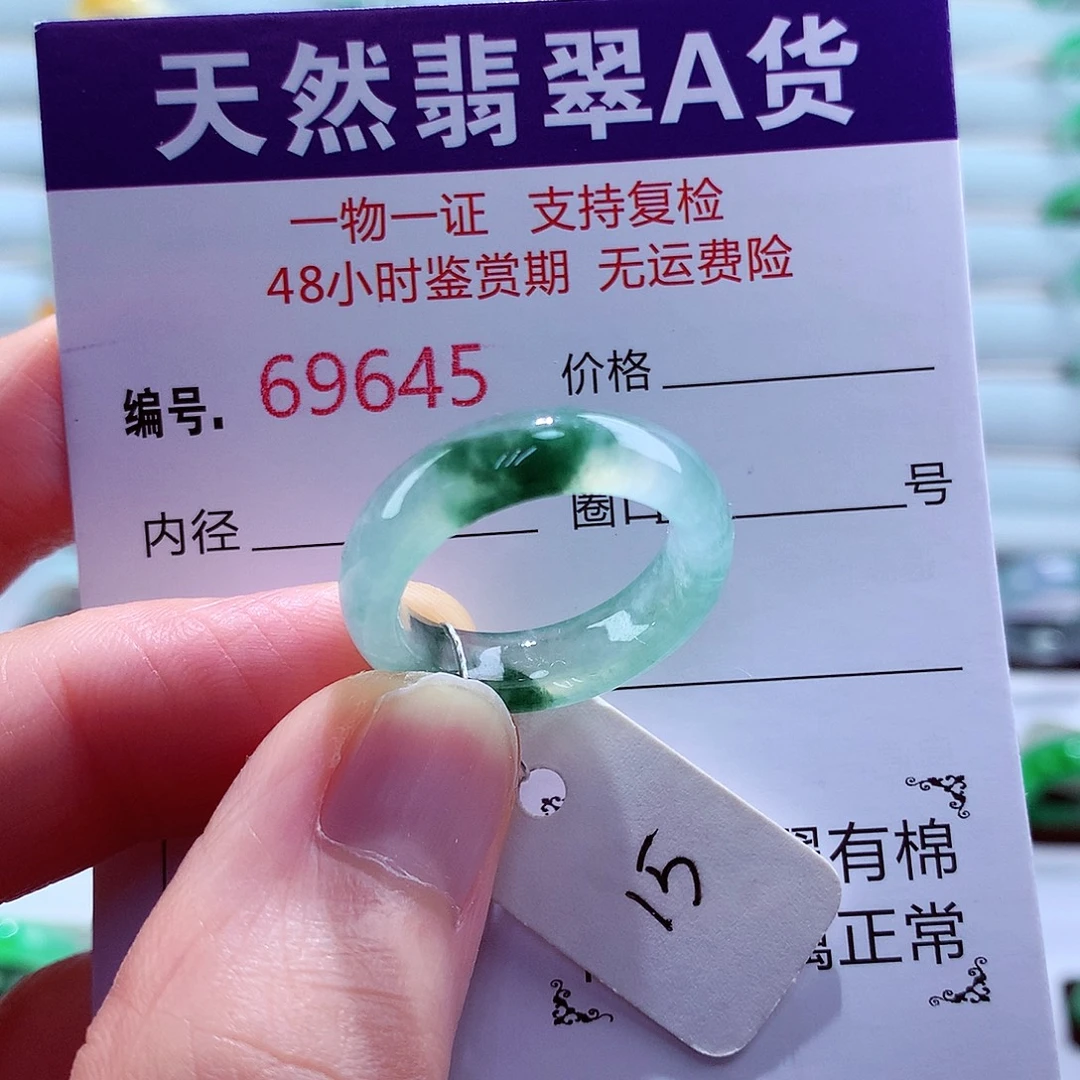 天然翡翠A货
一物一证 支持复检
48小时鉴赏期 无运费险
编号. 69645 价格
内径 圈口 号
有棉
正常
15